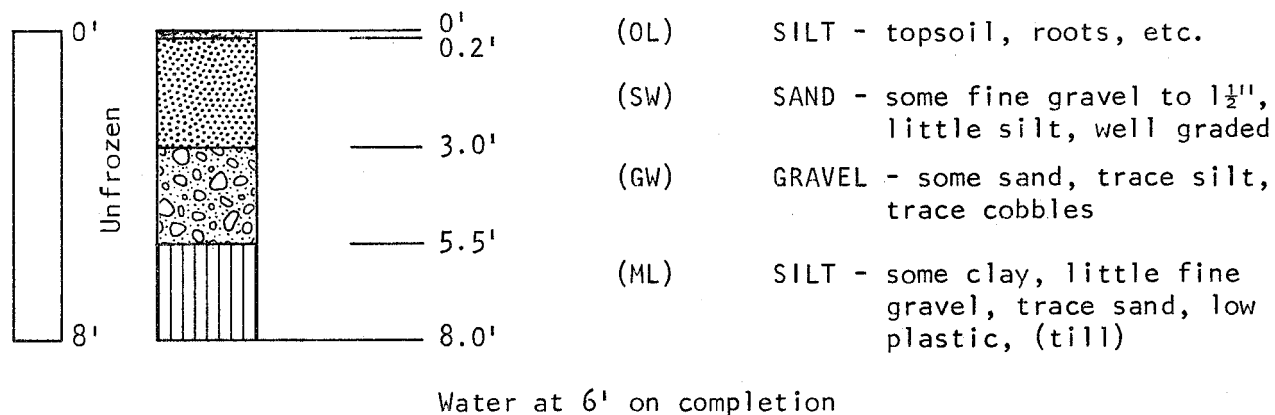 0' 0' (OL) SILT - topsoil, roots, etc.
0.2'
(SW) SAND - some fine gravel to 1½",
little silt, well graded
Unfrozen
3.0'
(GW) GRAVEL - some sand, trace silt,
trace cobbles
5.5'
(ML) SILT - some clay, little fine
gravel, trace sand, low
plastic, (till)
8' 8.0'
Water at 6' on completion